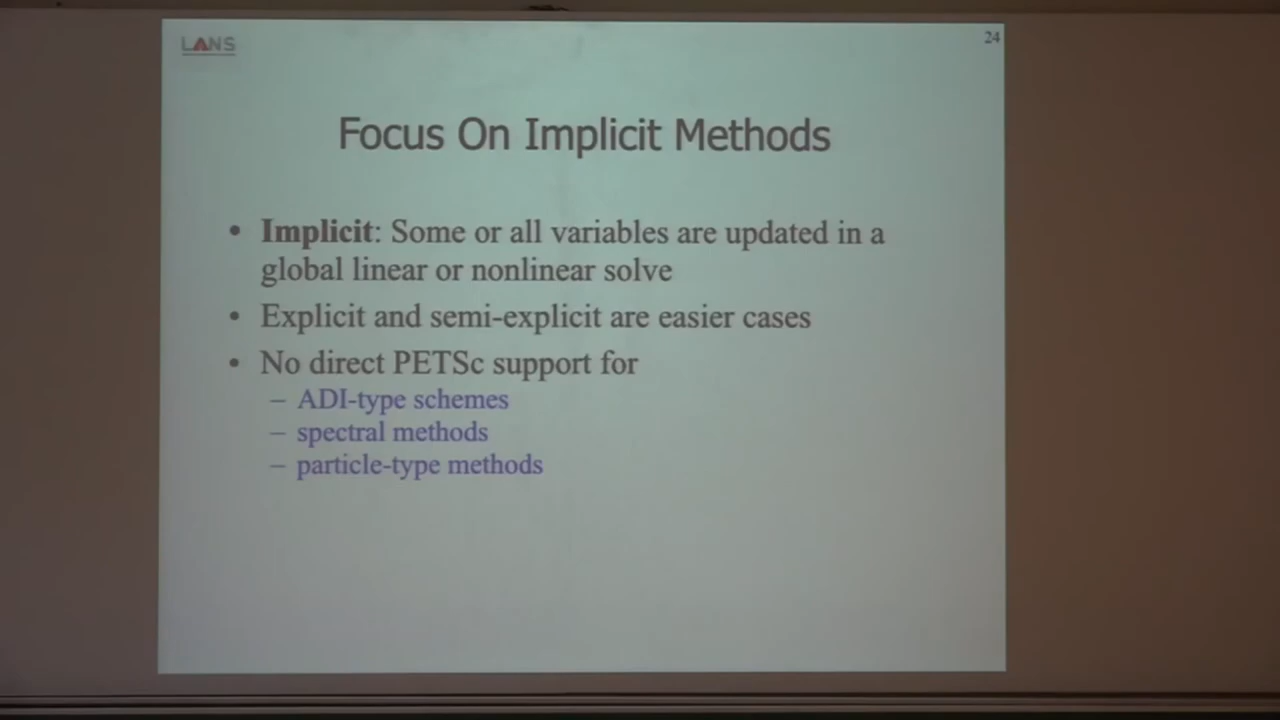 LANS
24
Focus On Implicit Methods
• Implicit: Some or all variables are updated in a
global linear or nonlinear solve
• Explicit and semi-explicit are easier cases
• No direct PETSc support for
– ADI-type schemes
– spectral methods
– particle-type methods